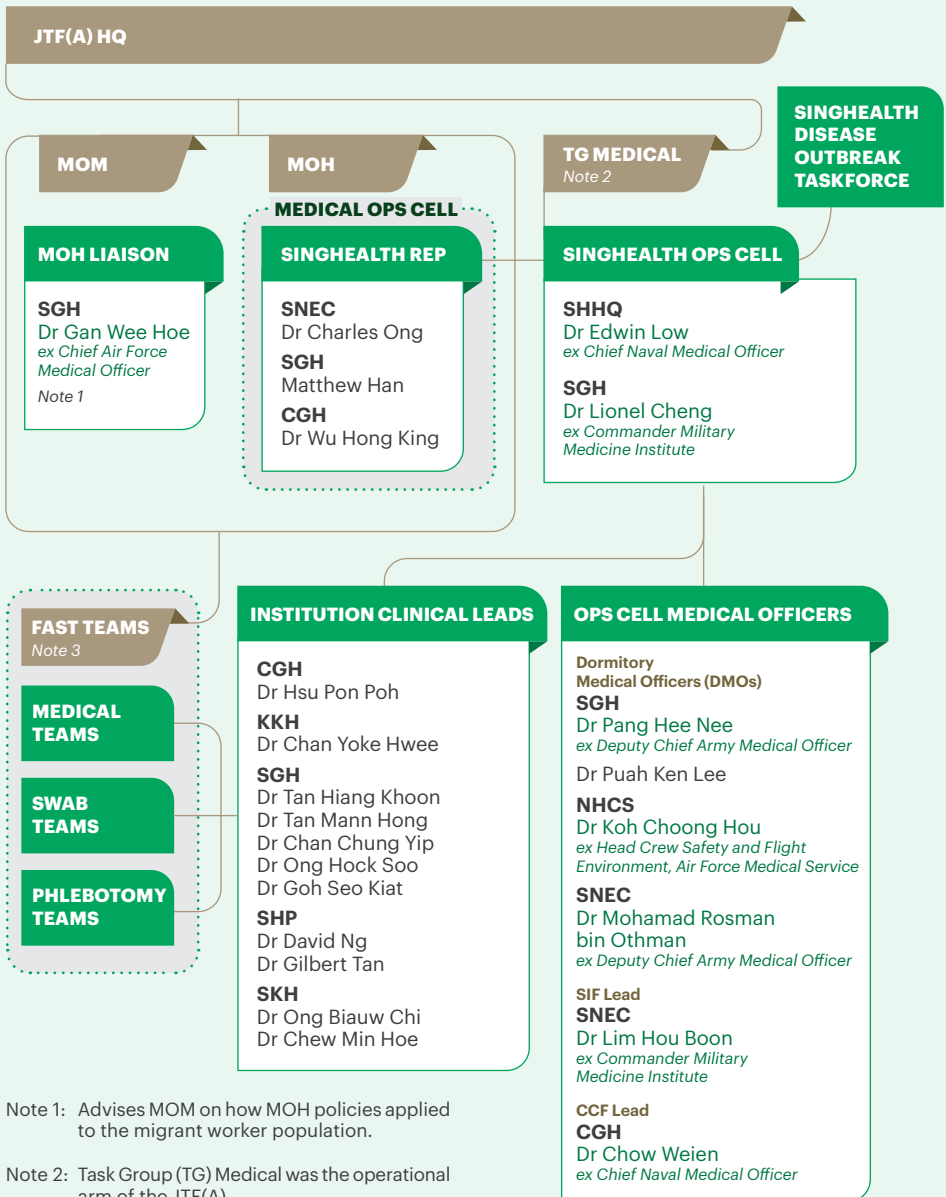 JTF(A) HQ
MOM
MOH
TG MEDICAL
Note 2
SINGHEALTH
DISEASE
OUTBREAK
TASKFORCE
MEDICAL OPS CELL
MOH LIAISON
SGH
Dr Gan Wee Hoe
ex Chief Air Force
Medical Officer
Note 1
SINGHEALTH REP
SNEC
Dr Charles Ong
SGH
Matthew Han
CGH
Dr Wu Hong King
SINGHEALTH OPS CELL
SHHQ
Dr Edwin Low
ex Chief Naval Medical Officer
SGH
Dr Lionel Cheng
ex Commander Military
Medicine Institute
FAST TEAMS
Note 3
MEDICAL
TEAMS
SWAB
TEAMS
PHLEBOTOMY
TEAMS
INSTITUTION CLINICAL LEADS
CGH
Dr Hsu Pon Poh
KKH
Dr Chan Yoke Hwee
SGH
Dr Tan Hiang Khoon
Dr Tan Mann Hong
Dr Chan Chung Yip
Dr Ong Hock Soo
Dr Goh Seo Kiat
SHP
Dr David Ng
Dr Gilbert Tan
SKH
Dr Ong Biauw Chi
Dr Chew Min Hoe
OPS CELL MEDICAL OFFICERS
Dormitory
Medical Officers (DMOs)
SGH
Dr Pang Hee Nee
ex Deputy Chief Army Medical Officer
Dr Puah Ken Lee
NHCS
Dr Koh Choong Hou
ex Head Crew Safety and Flight
Environment, Air Force Medical Service
SNEC
Dr Mohamad Rosman
bin Othman
ex Deputy Chief Army Medical Officer
SIF Lead
SNEC
Dr Lim Hou Boon
ex Commander Military
Medicine Institute
CCF Lead
CGH
Dr Chow Weien
ex Chief Naval Medical Officer
Note 1: Advises MOM on how MOH policies applied
to the migrant worker population.
Note 2: Task Group (TG) Medical was the operational
arm of the JTF(A)